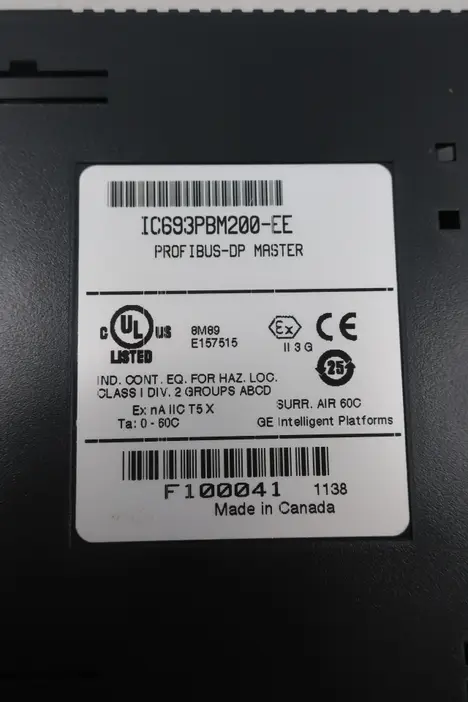 IC693PBM200-EE
PROFIBUS-DP MASTER
C UL US
LISTED
8M89
E157515
Ex
II 3 G
CE
25
IND. CONT. EQ. FOR HAZ. LOC.
CLASS I DIV. 2 GROUPS ABCD
Ex nA IIC T5 X
Ta: 0 - 60C
SURR. AIR 60C
GE Intelligent Platforms
F100041 1138
Made in Canada